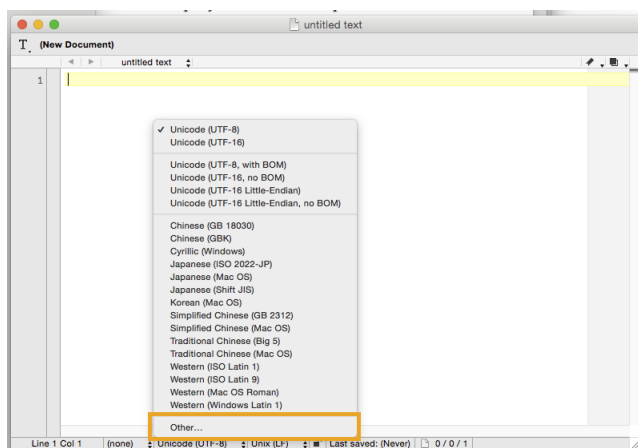 untitled text
(New Document)
untitled text
1
✓ Unicode (UTF-8)
Unicode (UTF-16)
Unicode (UTF-8, with BOM)
Unicode (UTF-16, no BOM)
Unicode (UTF-16 Little-Endian)
Unicode (UTF-16 Little-Endian, no BOM)
Chinese (GB 18030)
Chinese (GBK)
Cyrillic (Windows)
Japanese (ISO 2022-JP)
Japanese (Mac OS)
Japanese (Shift JIS)
Korean (Mac OS)
Simplified Chinese (GB 2312)
Simplified Chinese (Mac OS)
Traditional Chinese (Big 5)
Traditional Chinese (Mac OS)
Western (ISO Latin 1)
Western (ISO Latin 9)
Western (Mac OS Roman)
Western (Windows Latin 1)
Other...
Line 1 Col 1 (none) Unicode (UTF-8) Unix (LF) Last saved: (Never) 0 / 0 / 1